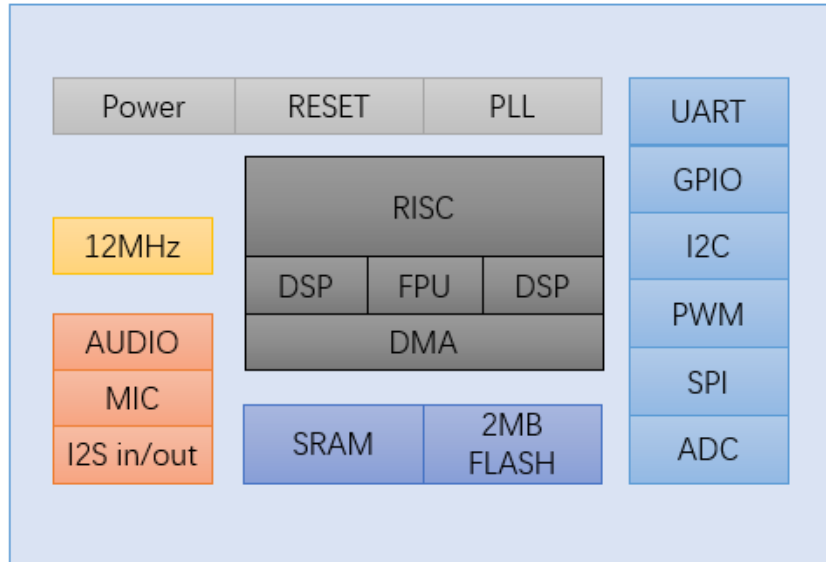 Power
RESET
PLL
UART
GPIO
RISC
12MHz
I2C
DSP
FPU
DSP
PWM
AUDIO
DMA
MIC
SPI
SRAM
2MB
FLASH
I2S in/out
ADC